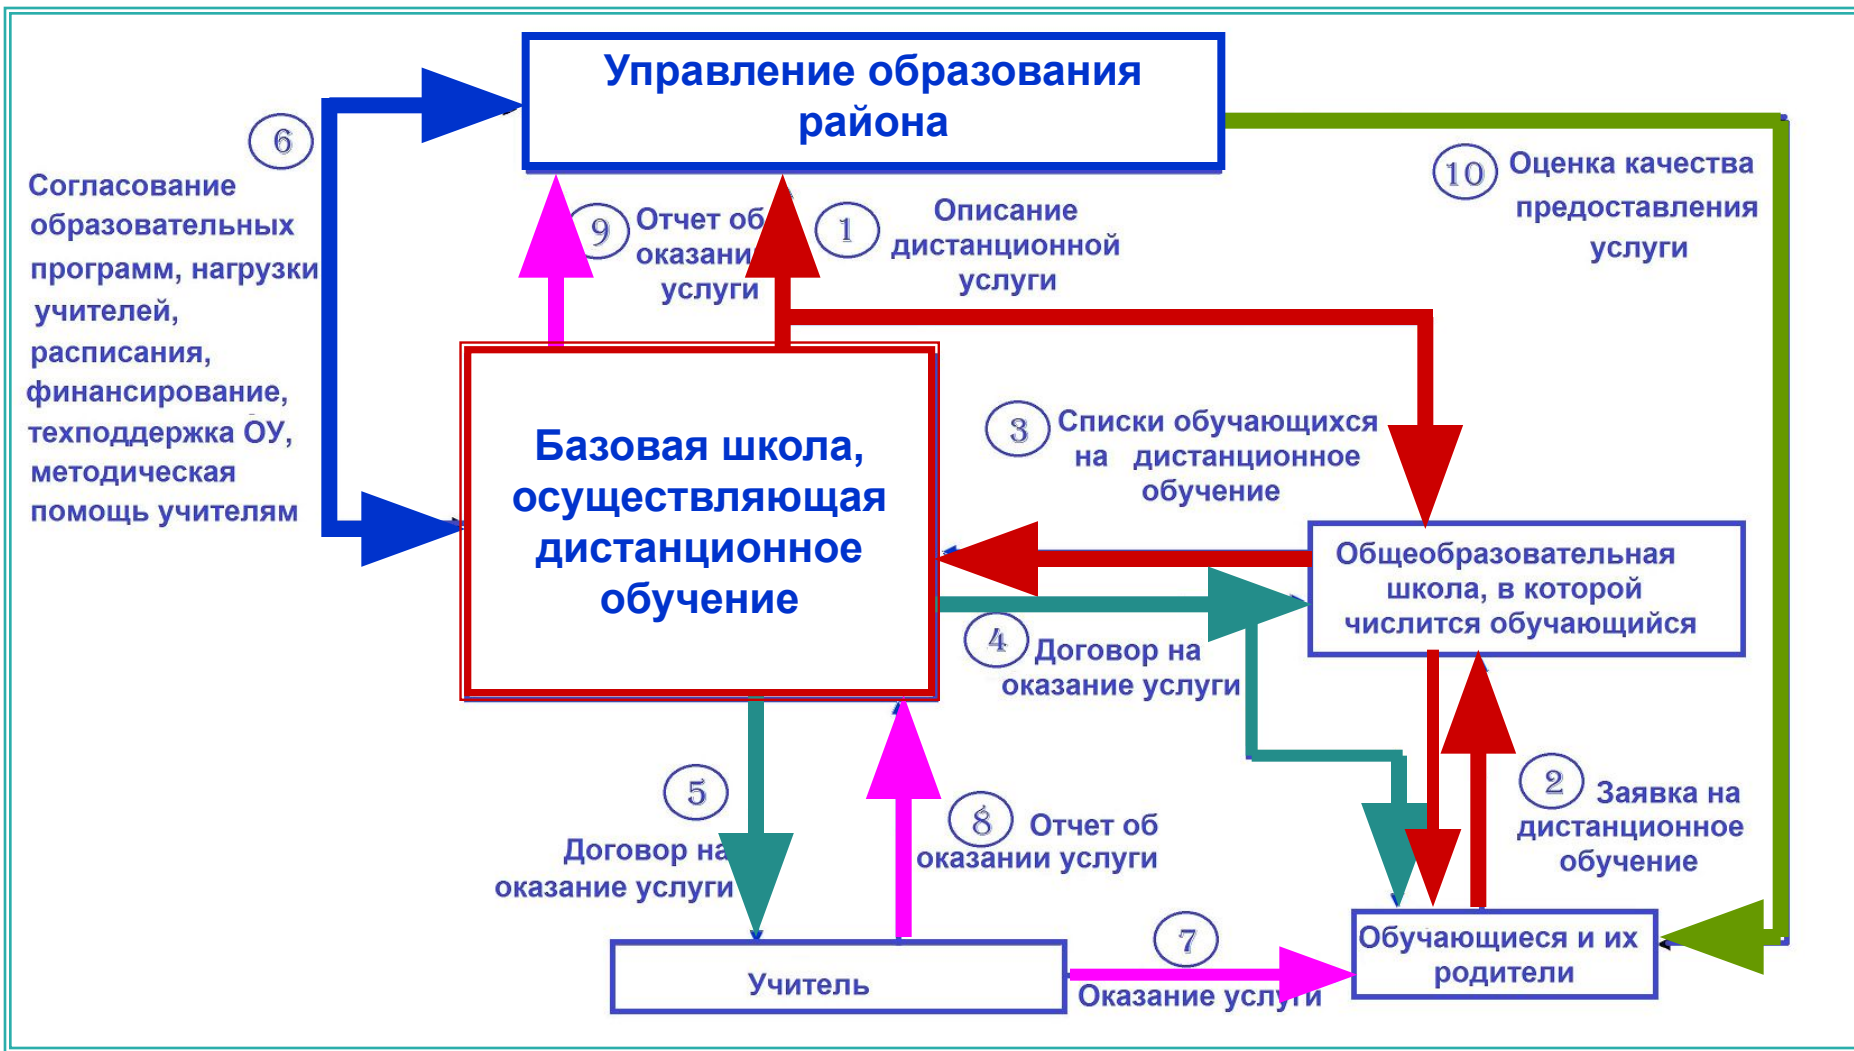 Управление образования
района
6
Согласование
образовательных
программ, нагрузки
учителей,
расписания,
финансирование,
техподдержка ОУ,
методическая
помощь учителям
9
Отчет об
оказании
услуги
1
Описание
дистанционной
услуги
10
Оценка качества
предоставления
услуги
Базовая школа,
осуществляющая
дистанционное
обучение
3
Списки обучающихся
на дистанционное
обучение
Общеобразовательная
школа, в которой
числится обучающийся
4
Договор на
оказание услуги
5
Договор на
оказание услуги
8
Отчет об
оказании услуги
2
Заявка на
дистанционное
обучение
7
Оказание услуги
Учитель
Обучающиеся и их
родители